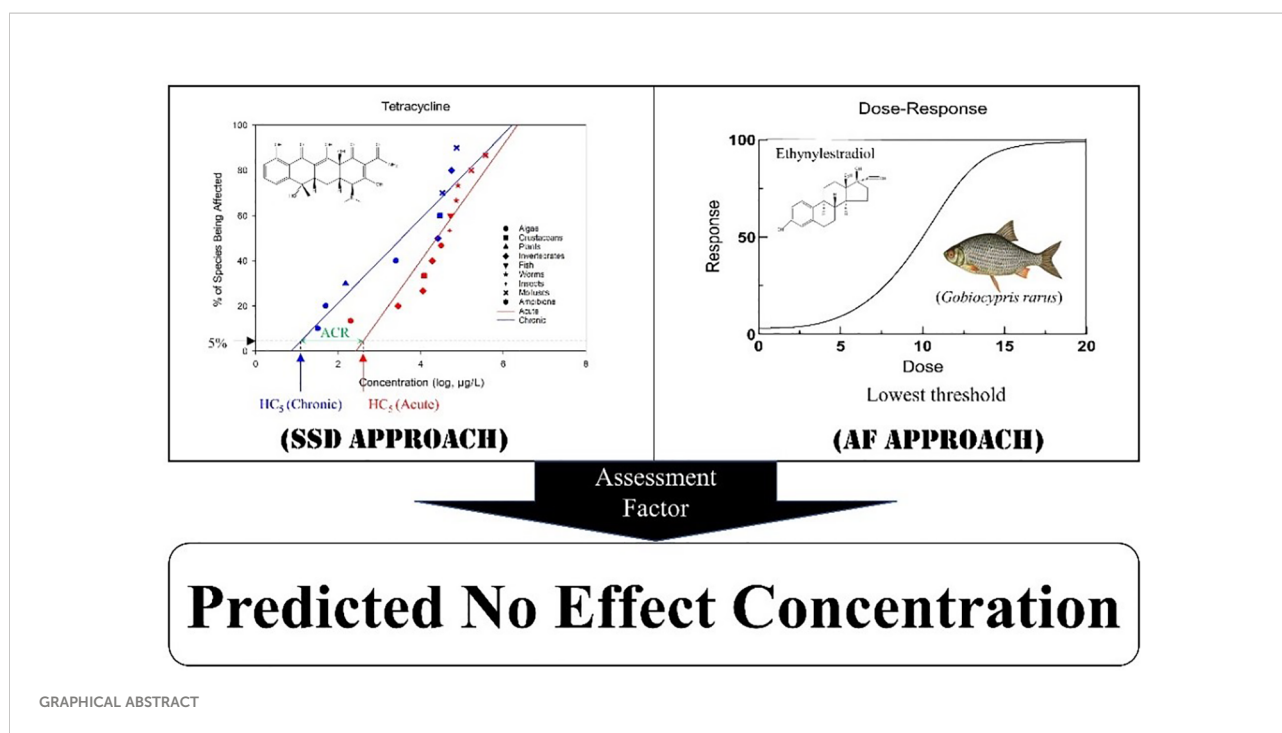 Tetracycline
% of Species Being Affected
100
80
60
40
20
0
5%
ACR
Algae
Crustaceans
Plants
Invertebrates
Fish
Worms
Insects
Molluscs
Amphibians
Acute
Chronic
0 2 4 6 8
Concentration (log, µg/L)
HC5 (Chronic)
HC5 (Acute)
(SSD APPROACH)
Dose-Response
Response
100
50
0
Ethynylestradiol
(Gobiocypris rarus)
0 5 10 15 20
Dose
Lowest threshold
(AF APPROACH)
Assessment
Factor
Predicted No Effect Concentration
GRAPHICAL ABSTRACT